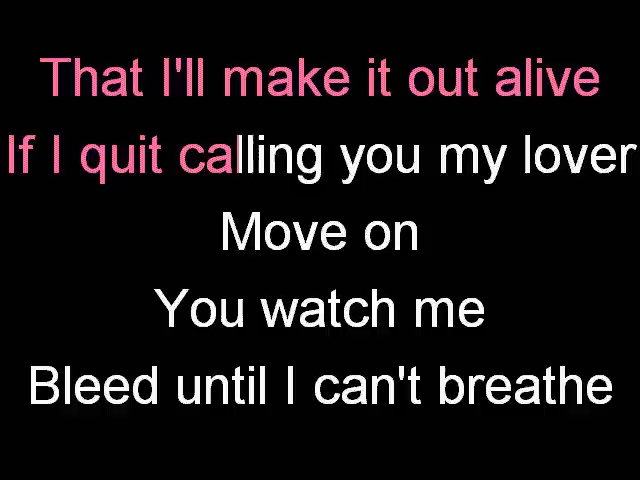 That I'll make it out alive
If I quit calling you my lover
Move on
You watch me
Bleed until I can't breathe